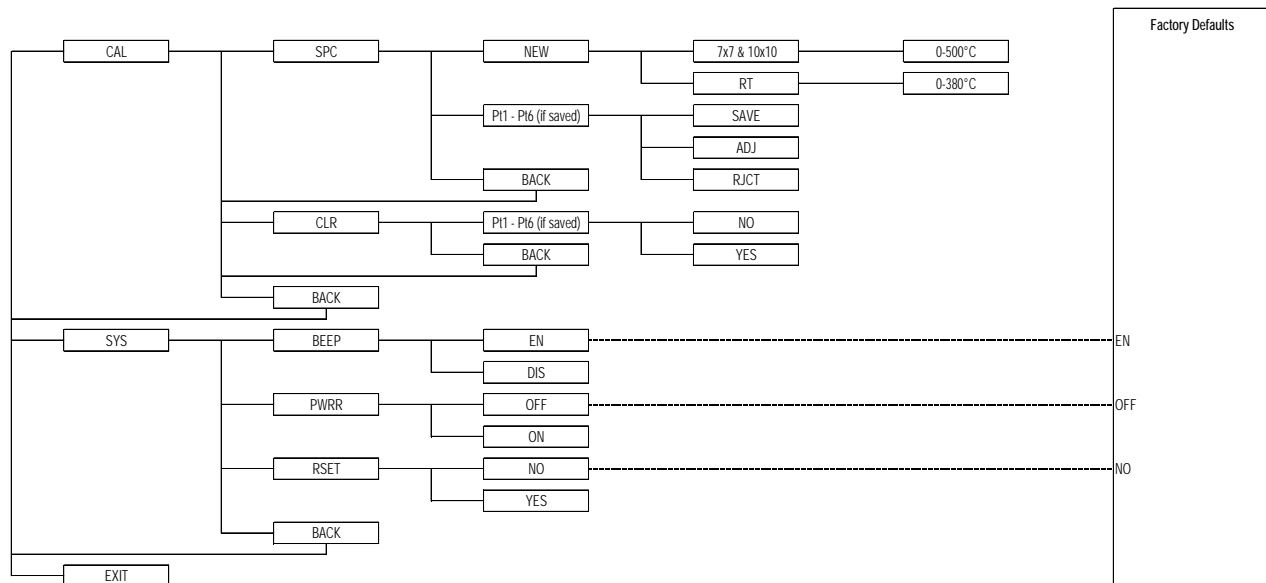 Factory Defaults
CAL SPC NEW 7x7 & 10x10 0-500°C
RT 0-380°C
Pt1 - Pt6 (if saved) SAVE
ADJ
BACK RJCT
CLR Pt1 - Pt6 (if saved) NO
BACK YES
BACK
SYS BEEP EN EN
DIS
PWRR OFF OFF
ON
RSET NO NO
YES
BACK
EXIT